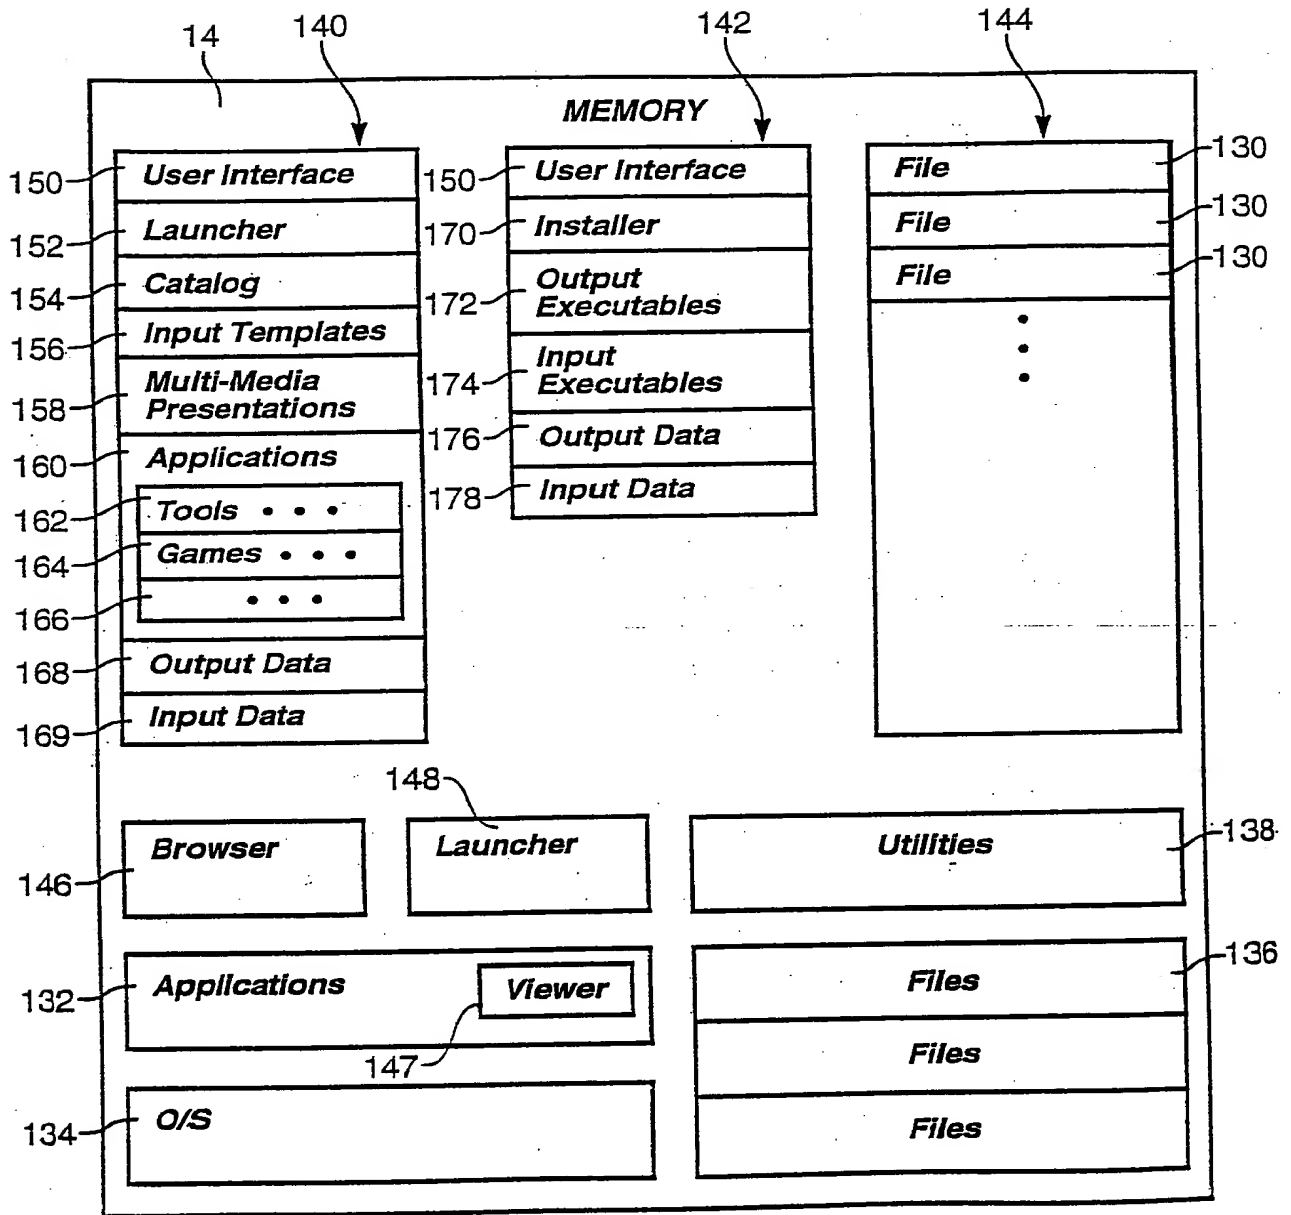 14
140
142
144
MEMORY
150
User Interface
152
Launcher
154
Catalog
156
Input Templates
158
Multi-Media
Presentations
160
Applications
162
Tools • • •
164
Games • • •
166
• • •
168
Output Data
169
Input Data
150
User Interface
170
Installer
172
Output
Executables
174
Input
Executables
176
Output Data
178
Input Data
File
130
File
130
File
130
•
•
•
146
Browser
148
Launcher
Utilities
138
132
Applications
Viewer
147
134
O/S
Files
136
Files
Files